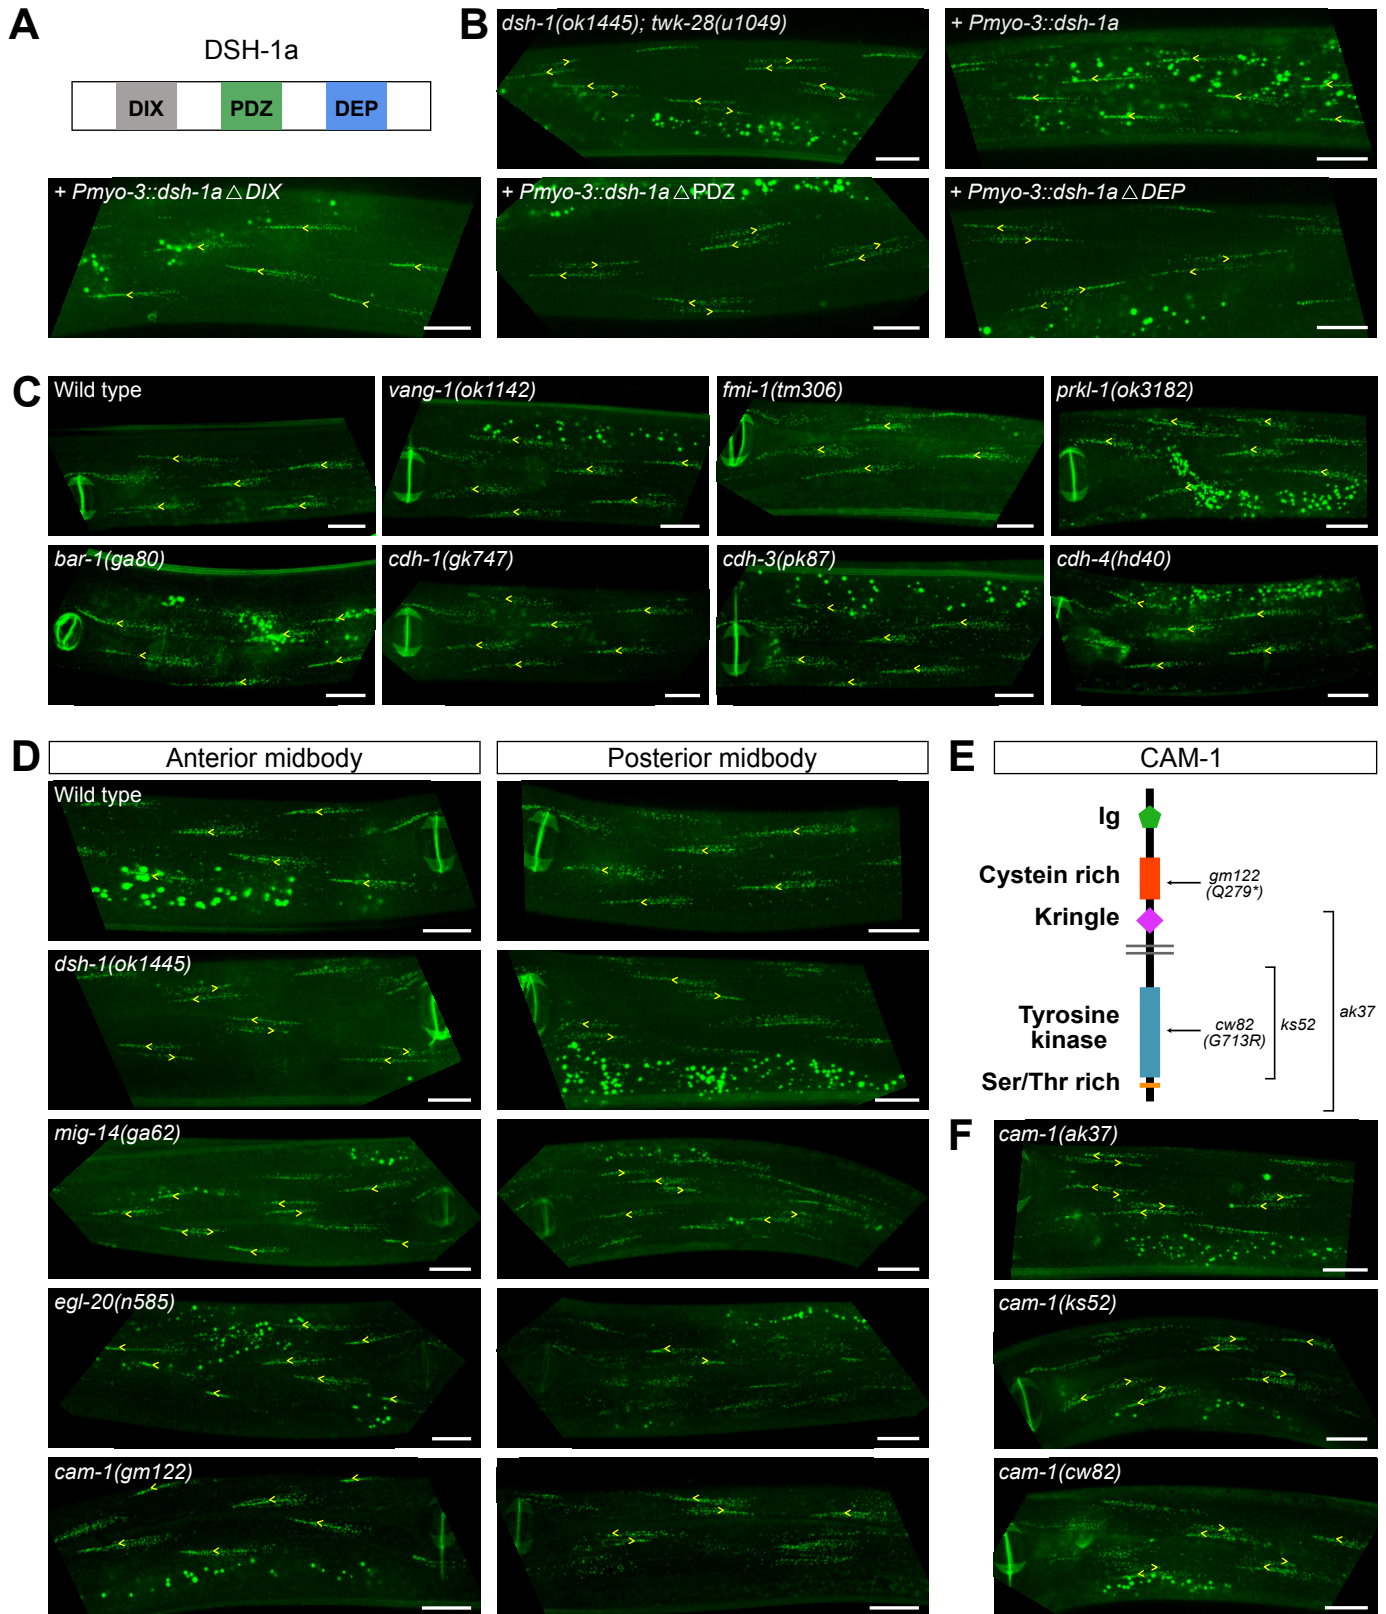 A
DSH-1a
DIX PDZ DEP
B
dsh-1(ok1445); twk-28(u1049)
+ Pmyo-3::dsh-1a
+ Pmyo-3::dsh-1a△DIX
+ Pmyo-3::dsh-1a△PDZ
+ Pmyo-3::dsh-1a△DEP
C
Wild type
vang-1(ok1142)
fmi-1(tm306)
prkl-1(ok3182)
bar-1(ga80)
cdh-1(gk747)
cdh-3(pk87)
cdh-4(hd40)
D
Anterior midbody
Posterior midbody
Wild type
dsh-1(ok1445)
mig-14(ga62)
egl-20(n585)
cam-1(gm122)
E
CAM-1
Ig
Cystein rich
gm122
(Q279*)
Kringle
Tyrosine
kinase
cw82
(G713R)
ks52
ak37
Ser/Thr rich
F
cam-1(ak37)
cam-1(ks52)
cam-1(cw82)